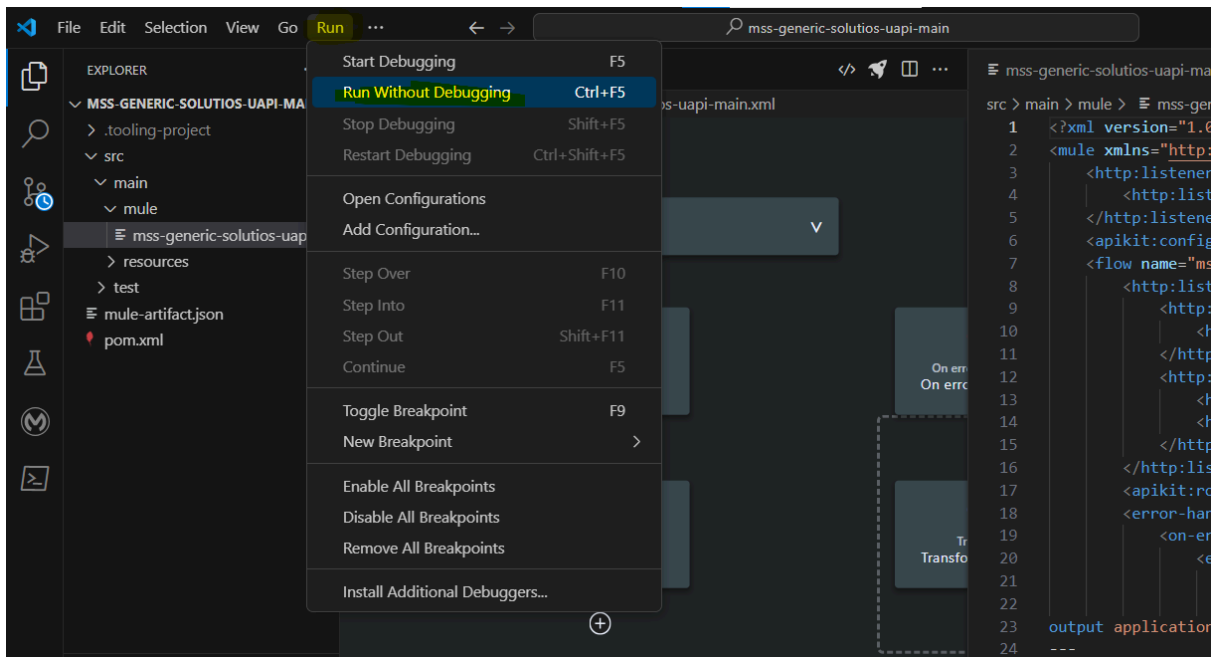 File Edit Selection View Go Run ··· ← → mss-generic-solutios-uapi-main
EXPLORER
MSS-GENERIC-SOLUTIOS-UAPI-MA
.tooling-project
src
main
mule
mss-generic-solutios-uap
resources
test
mule-artifact.json
pom.xml
Start Debugging F5
Run Without Debugging Ctrl+F5
Stop Debugging Shift+F5
Restart Debugging Ctrl+Shift+F5
Open Configurations
Add Configuration...
Step Over F10
Step Into F11
Step Out Shift+F11
Continue F5
Toggle Breakpoint F9
New Breakpoint
Enable All Breakpoints
Disable All Breakpoints
Remove All Breakpoints
Install Additional Debuggers...
os-uapi-main.xml
On err
On erro
Tr
Transfo
mss-generic-solutios-uapi-ma
src > main > mule > mss-ger
1 <?xml version="1.0
2 <mule xmlns="http:
3 <http:listener
4 <http:list
5 </http:listene
6 <apikit:config
7 <flow name="ms
8 <http:list
9 <http:
10 <h
11 </http
12 <http:
13 <h
14 <h
15 </http
16 </http:lis
17 <apikit:ro
18 <error-har
19 <on-er
20 <e
21
22
23 output application
24 ---